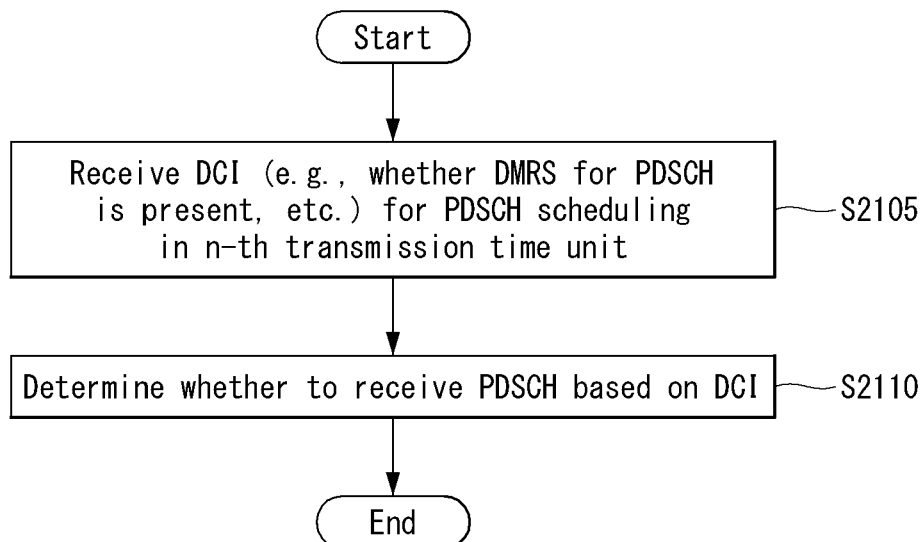 Start
Receive DCI (e.g., whether DMRS for PDSCH
is present, etc.) for PDSCH scheduling
in n-th transmission time unit
S2105
Determine whether to receive PDSCH based on DCI
S2110
End